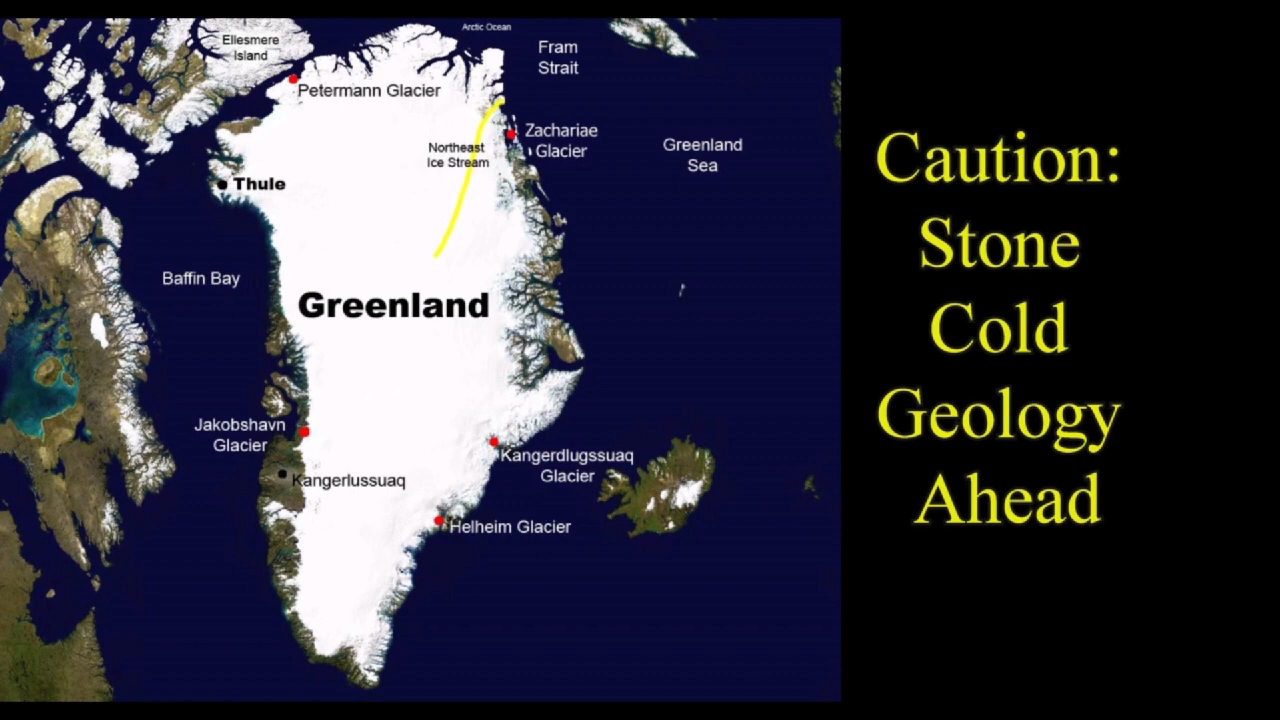 Arctic Ocean
Ellesmere
Island
Fram
Strait
Petermann Glacier
Zachariae
Glacier
Northeast
Ice Stream
Greenland
Sea
Thule
Baffin Bay
Greenland
Jakobshavn
Glacier
Kangerdlugssuaq
Glacier
Kangerlussuaq
Helheim Glacier
Caution:
Stone
Cold
Geology
Ahead